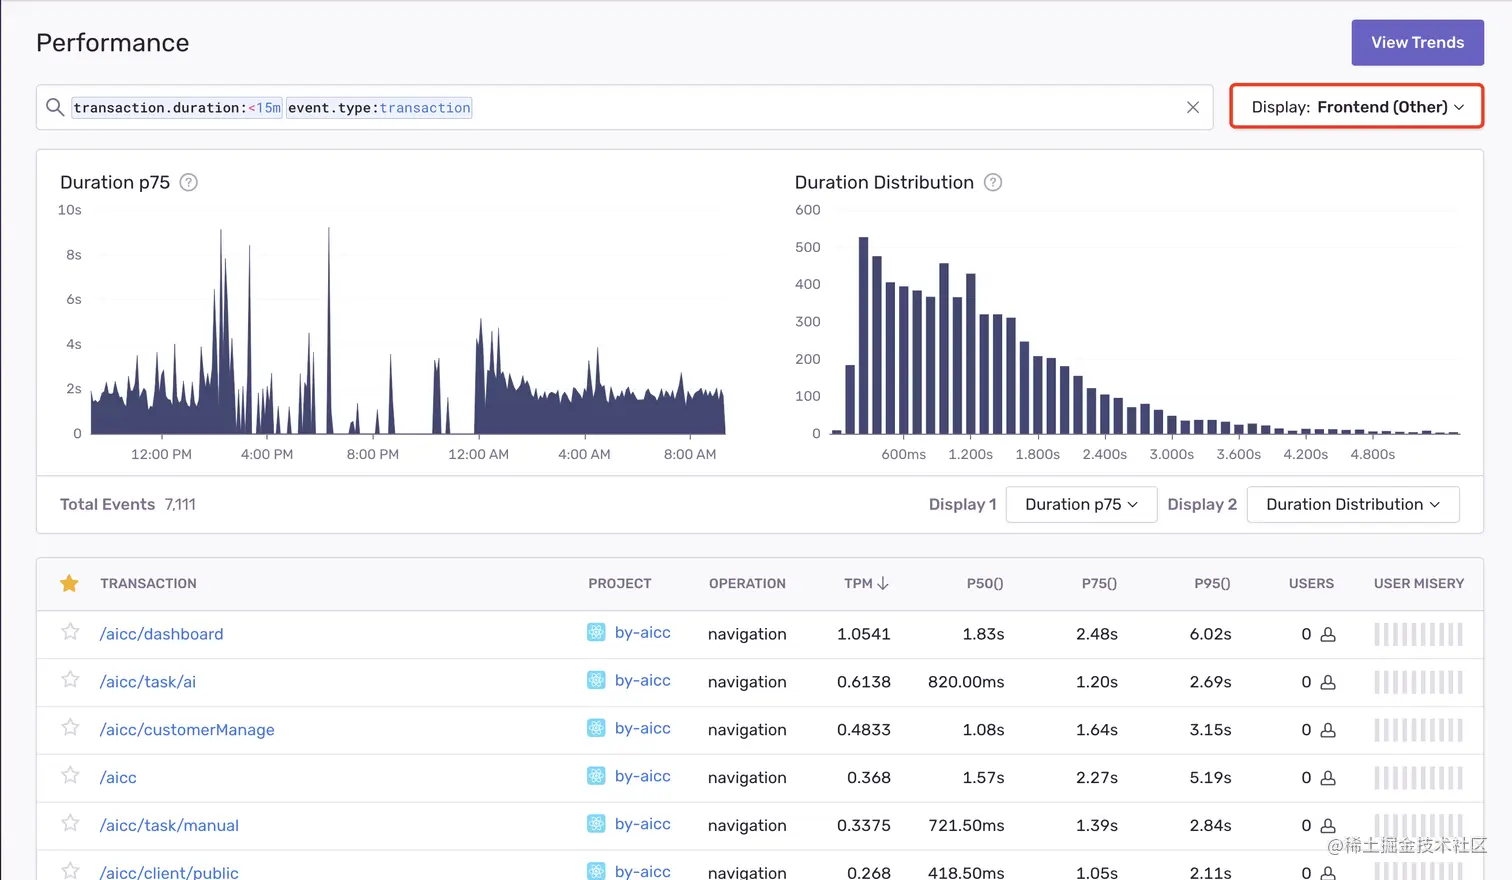 Performance
View Trends
transaction.duration:<15m event.type:transaction
Display: Frontend (Other)
Duration p75 ?
10s
8s
6s
4s
2s
0
12:00 PM 4:00 PM 8:00 PM 12:00 AM 4:00 AM 8:00 AM
Duration Distribution ?
600
500
400
300
200
100
0
600ms 1.200s 1.800s 2.400s 3.000s 3.600s 4.200s 4.800s
Total Events 7,111
Display 1 Duration p75 Display 2 Duration Distribution
TRANSACTION PROJECT OPERATION TPM P50() P75() P95() USERS USER MISERY
/aicc/dashboard by-aicc navigation 1.0541 1.83s 2.48s 6.02s 0
/aicc/task/ai by-aicc navigation 0.6138 820.00ms 1.20s 2.69s 0
/aicc/customerManage by-aicc navigation 0.4833 1.08s 1.64s 3.15s 0
/aicc by-aicc navigation 0.368 1.57s 2.27s 5.19s 0
/aicc/task/manual by-aicc navigation 0.3375 721.50ms 1.39s 2.84s 0
@稀土掘金技术社区
/aicc/client/public by-aicc navigation 0.268 418.50ms 1.05s 2.11s 0